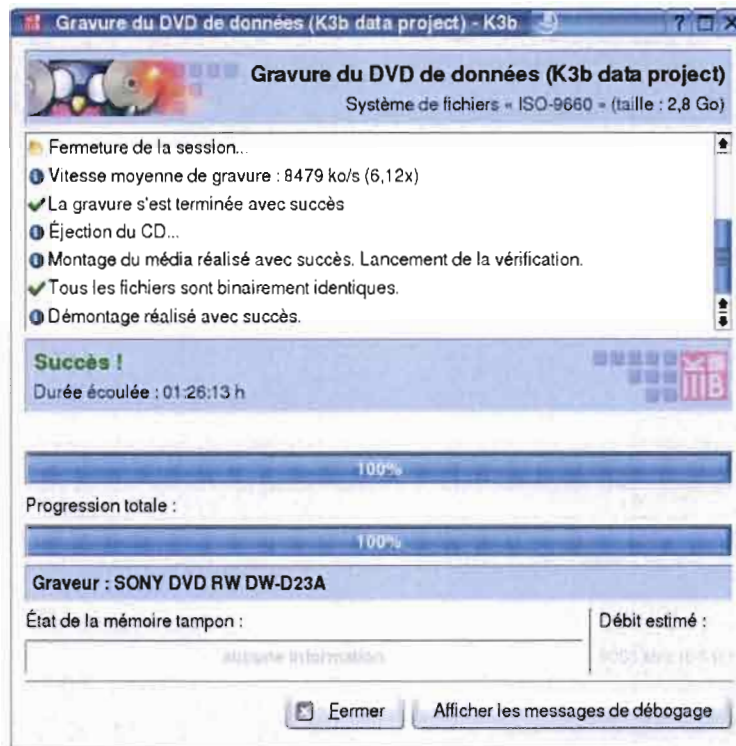 Gravure du DVD de données (K3b data project) - K3b
Gravure du DVD de données (K3b data project)
Système de fichiers « ISO-9660 » (taille : 2,8 Go)
Fermeture de la session...
Vitesse moyenne de gravure : 8479 ko/s (6,12x)
La gravure s'est terminée avec succès
Éjection du CD...
Montage du média réalisé avec succès. Lancement de la vérification.
Tous les fichiers sont binairement identiques.
Démontage réalisé avec succès.
Succès !
Durée écoulée : 01:26:13 h
100%
Progression totale :
100%
Graveur : SONY DVD RW DW-D23A
État de la mémoire tampon :
Débit estimé :
aucune information
Fermer
Afficher les messages de débogage